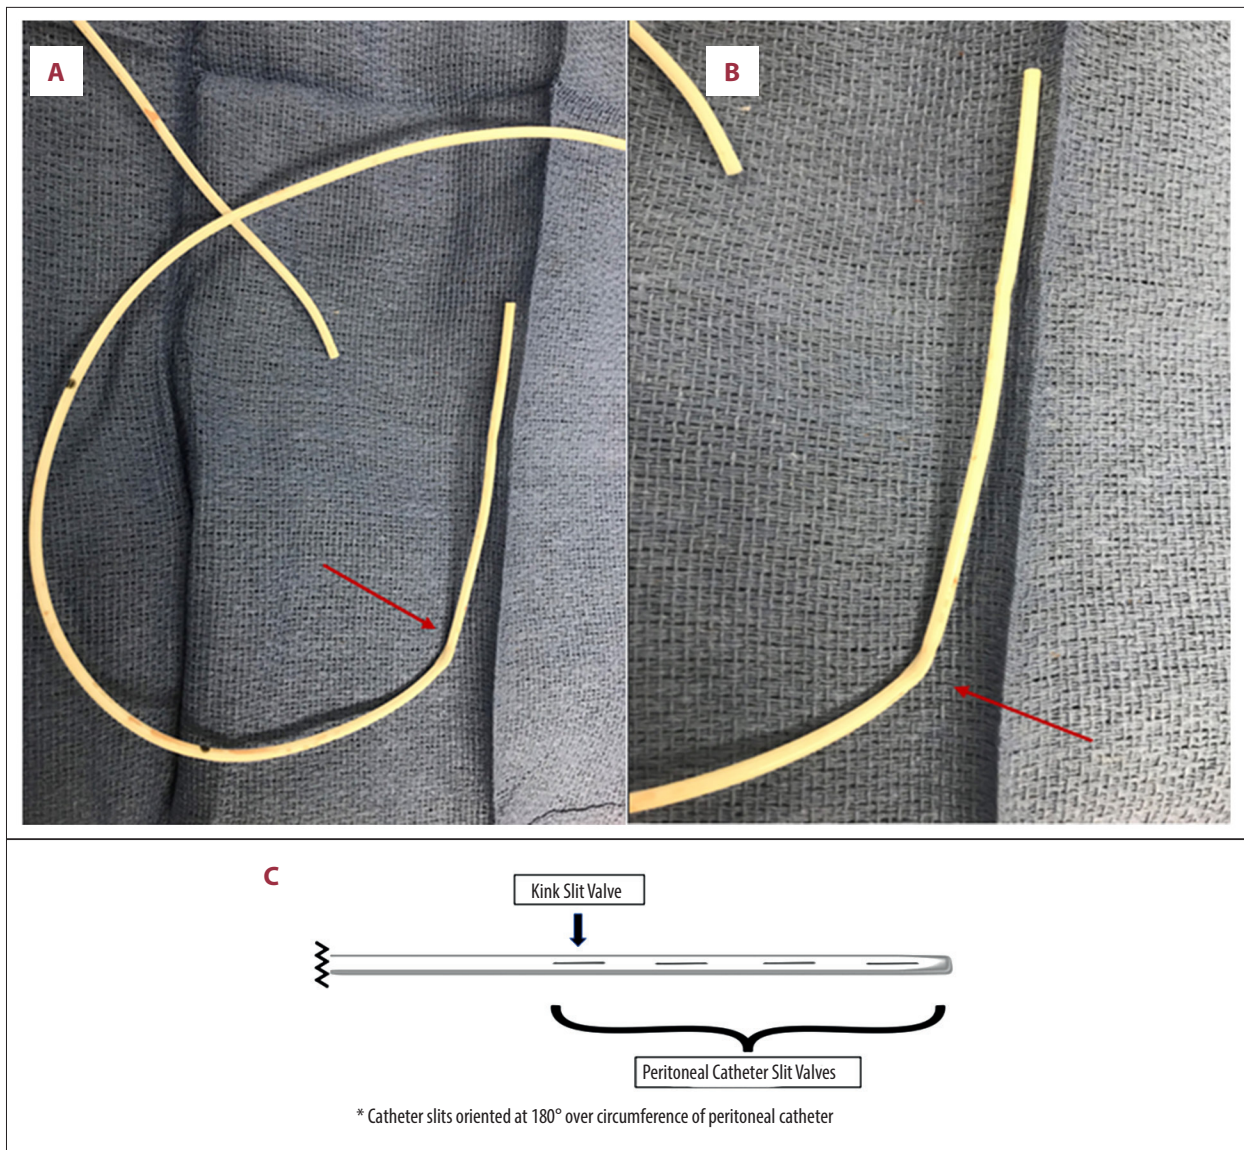 A
B
C
Kink Slit Valve
Peritoneal Catheter Slit Valves
* Catheter slits oriented at 180° over circumference of peritoneal catheter